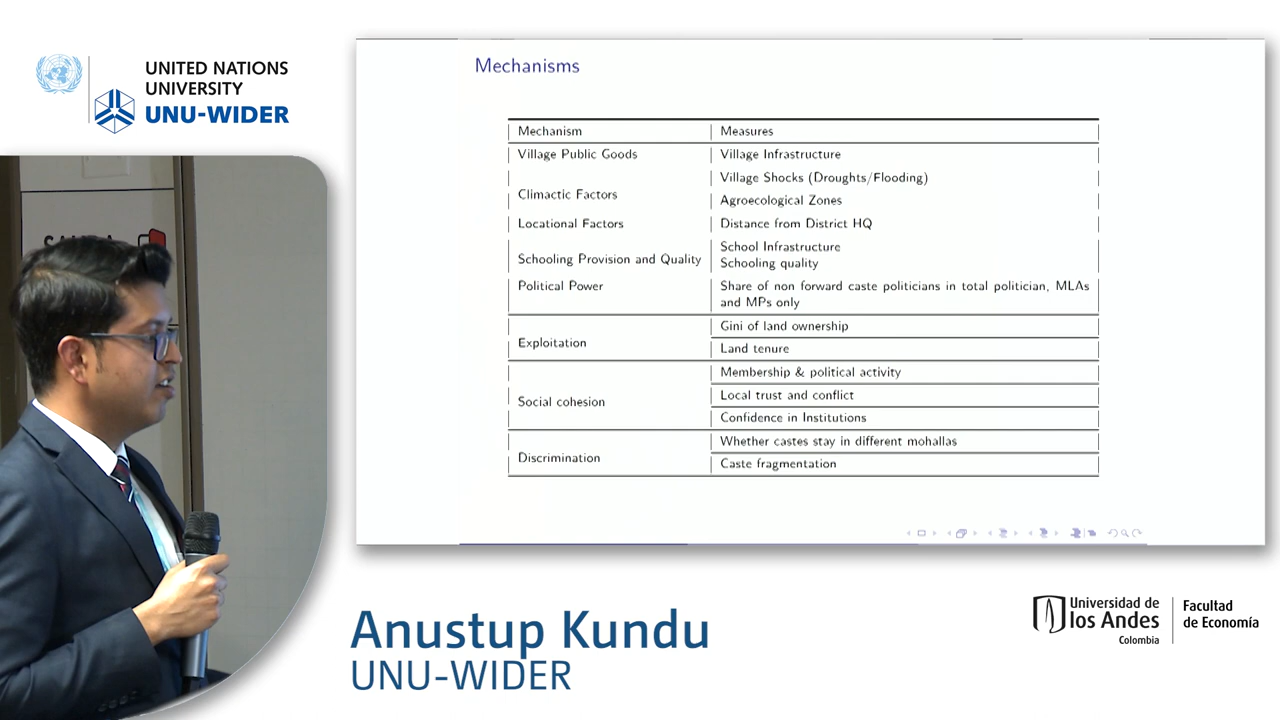 UNITED NATIONS
UNIVERSITY
UNU-WIDER
Mechanisms
Mechanism Measures
Village Public Goods Village Infrastructure
Climactic Factors Village Shocks (Droughts/Flooding)
Agroecological Zones
Locational Factors Distance from District HQ
Schooling Provision and Quality School Infrastructure
Schooling quality
Political Power Share of non forward caste politicians in total politician, MLAs
and MPs only
Exploitation Gini of land ownership
Land tenure
Social cohesion Membership & political activity
Local trust and conflict
Confidence in Institutions
Discrimination Whether castes stay in different mohallas
Caste fragmentation
Anustup Kundu
UNU-WIDER
Universidad de
los Andes
Colombia
Facultad
de Economía